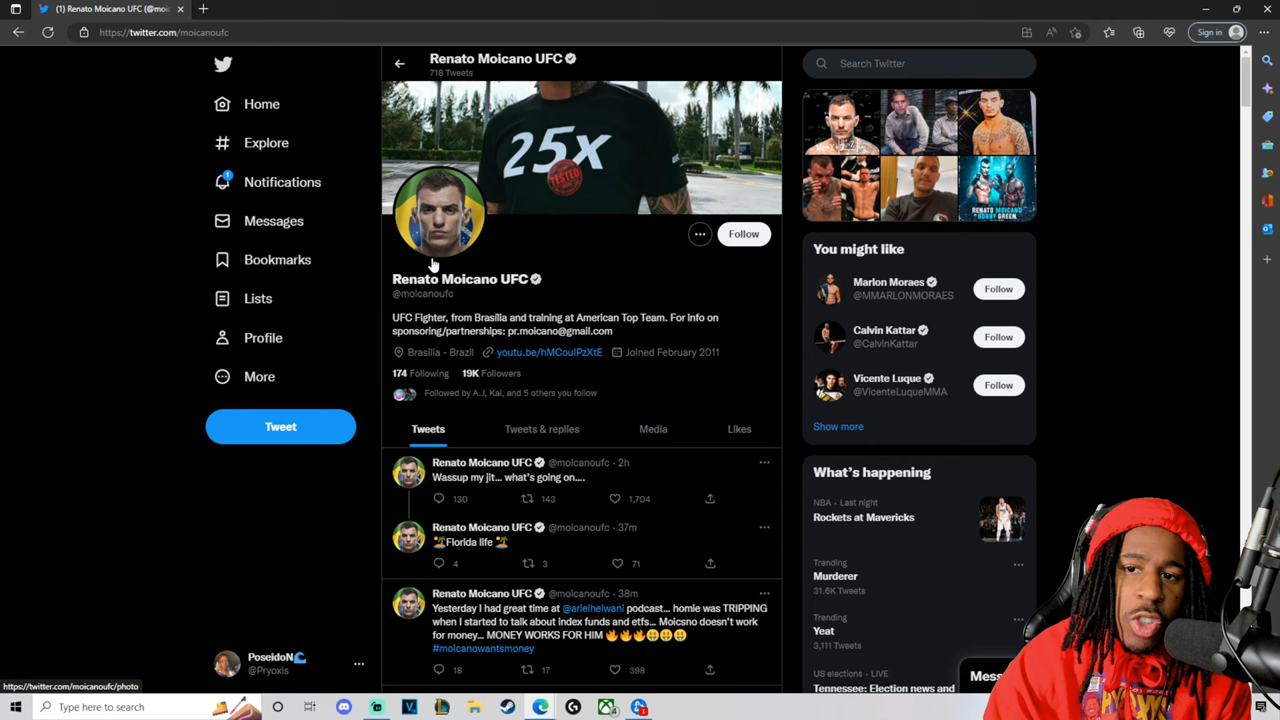 (1) Renato Moicano UFC (@moic
https://twitter.com/moicanoufc
Sign in
Home
Explore
1
Notifications
Messages
Bookmarks
Lists
Profile
More
Tweet
PoseidoN🌊
@Pryoxis
https://twitter.com/moicanoufc/photo
Renato Moicano UFC
718 Tweets
25X
TESTED
Follow
Renato Moicano UFC
@moicanoufc
UFC Fighter, from Brasília and training at American Top Team. For info on
sponsoring/partnerships: pr.moicano@gmail.com
Brasília - Brazil youtu.be/hMCouIPzXtE Joined February 2011
174 Following 19K Followers
Followed by A.J, Kai, and 5 others you follow
Tweets Tweets & replies Media Likes
Renato Moicano UFC @moicanoufc · 2h
Wassup my jit... what's going on....
130 143 1,704
Renato Moicano UFC @moicanoufc · 37m
🏝️Florida life 🏝️
4 3 71
Renato Moicano UFC @moicanoufc · 38m
Yesterday I had great time at @arielhelwani podcast... homie was TRIPPING
when I started to talk about index funds and etfs... Moicsno doesn't work
for money... MONEY WORKS FOR HIM 🔥🔥🔥🤑🤑🤑
#moicanowantsmoney
18 17 398
Search Twitter
RENATO MOICANO
BOBBY GREEN
You might like
Marlon Moraes
@MMARLONMORAES
Follow
Calvin Kattar
@CalvinKattar
Follow
Vicente Luque
@VicenteLuqueMMA
Follow
Show more
What's happening
NBA · Last night
Rockets at Mavericks
Trending
Murderer
31.6K Tweets
Trending
Yeat
3,111 Tweets
US elections · LIVE
Tennessee: Election news and
Mess
Type here to search